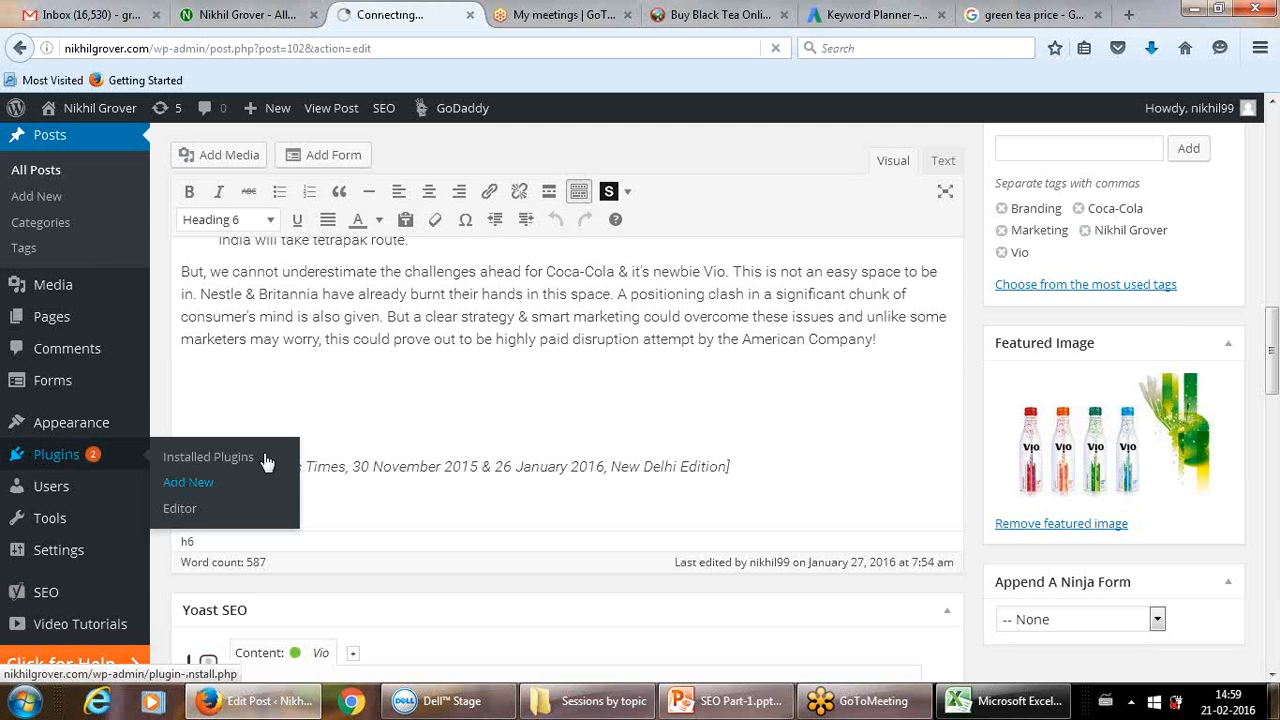 Inbox (16,530) - gr...
Nikhil Grover (All...
Connecting...
My meetings | GoT...
Buy Black Tea Onlin...
Keyword Planner –...
green tea price - G...
nikhilgrover.com/wp-admin/post.php?post=102&action=edit
Search
Most Visited
Getting Started
Nikhil Grover
5
0
New
View Post
SEO
GoDaddy
Howdy, nikhil99
Posts
All Posts
Add New
Categories
Tags
Media
Pages
Comments
Forms
Appearance
Plugins 2
Users
Tools
Settings
SEO
Video Tutorials
Click for Help
Installed Plugins
Add New
Editor
nikhilgrover.com/wp-admin/plugin-install.php
Add Media
Add Form
Visual
Text
B I ABC
S
Heading 6
U A
India will take tetrapak route.
But, we cannot underestimate the challenges ahead for Coca-Cola & it's newbie Vio. This is not an easy space to be
in. Nestle & Britannia have already burnt their hands in this space. A positioning clash in a significant chunk of
consumer's mind is also given. But a clear strategy & smart marketing could overcome these issues and unlike some
marketers may worry, this could prove out to be highly paid disruption attempt by the American Company!
Times, 30 November 2015 & 26 January 2016, New Delhi Edition]
h6
Word count: 587
Last edited by nikhil99 on January 27, 2016 at 7:54 am
Yoast SEO
Content:
Vio
+
Add
Separate tags with commas
Branding
Coca-Cola
Marketing
Nikhil Grover
Vio
Choose from the most used tags
Featured Image
vio vio vio vio
Remove featured image
Append A Ninja Form
-- None
Edit Post ‹ Nikh...
Dell™ Stage
Sessions by topic
SEO Part-1.ppt...
GoToMeeting
Microsoft Exce...
14:59
21-02-2016